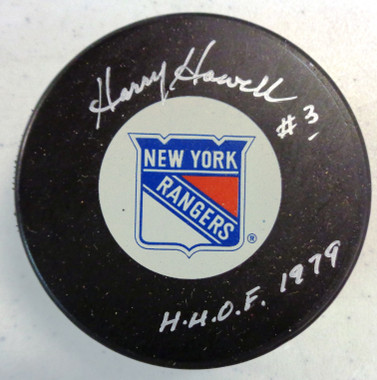 Harry Howell
#3
NEW YORK
RANGERS
®
H.H.O.F. 1979